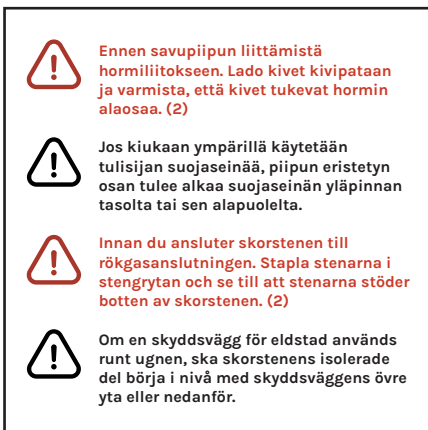 Ennen savupiipun liittämistä
hormiliitokseen. Lado kivet kivipataan
ja varmista, että kivet tukevat hormin
alaosaa. (2)
Jos kiukaan ympärillä käytetään
tulisijan suojaseinää, piipun eristetyn
osan tulee alkaa suojaseinän yläpinnan
tasolta tai sen alapuolelta.
Innan du ansluter skorstenen till
rökgasanslutningen. Stapla stenarna i
stengrytan och se till att stenarna stöder
botten av skorstenen. (2)
Om en skyddsvägg för eldstad används
runt ugnen, ska skorstenens isolerade
del börja i nivå med skyddsväggens övre
yta eller nedanför.